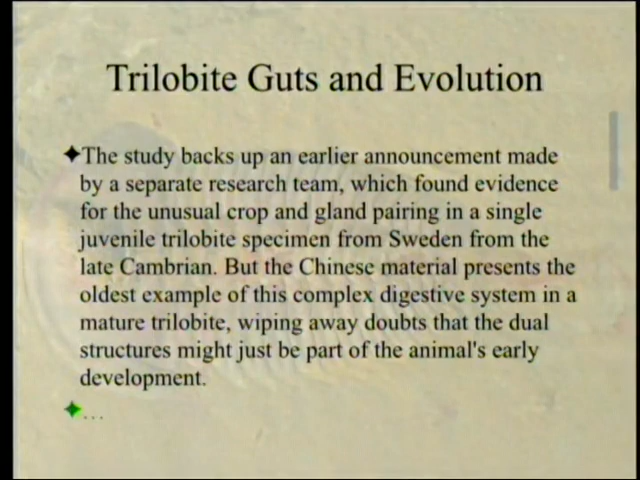 Trilobite Guts and Evolution
✦The study backs up an earlier announcement made
by a separate research team, which found evidence
for the unusual crop and gland pairing in a single
juvenile trilobite specimen from Sweden from the
late Cambrian. But the Chinese material presents the
oldest example of this complex digestive system in a
mature trilobite, wiping away doubts that the dual
structures might just be part of the animal's early
development.
✦...